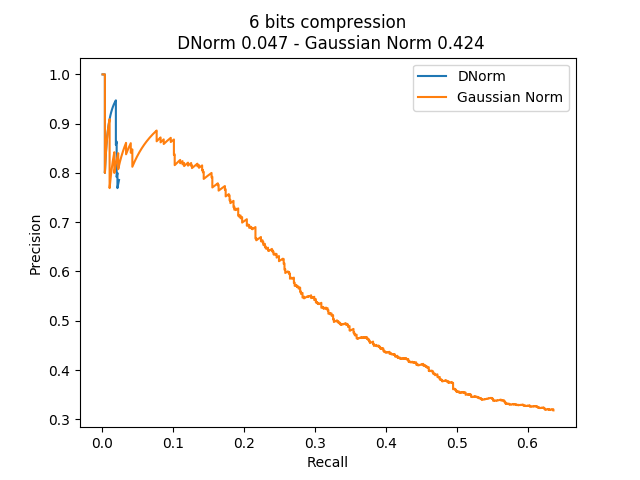 6 bits compression
DNorm 0.047 - Gaussian Norm 0.424
DNorm
Gaussian Norm
1.0
0.9
0.8
0.7
0.6
0.5
0.4
0.3
Precision
0.0 0.1 0.2 0.3 0.4 0.5 0.6
Recall